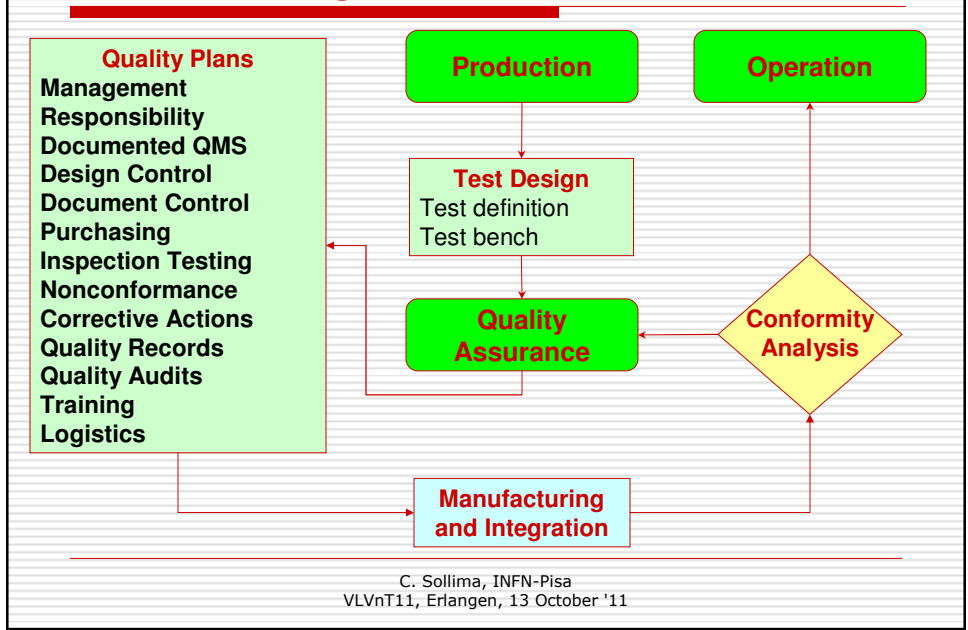 Quality Plans
Management
Responsibility
Documented QMS
Design Control
Document Control
Purchasing
Inspection Testing
Nonconformance
Corrective Actions
Quality Records
Quality Audits
Training
Logistics
Production
Operation
Test Design
Test definition
Test bench
Quality
Assurance
Conformity
Analysis
Manufacturing
and Integration
C. Sollima, INFN-Pisa
VLVnT11, Erlangen, 13 October '11